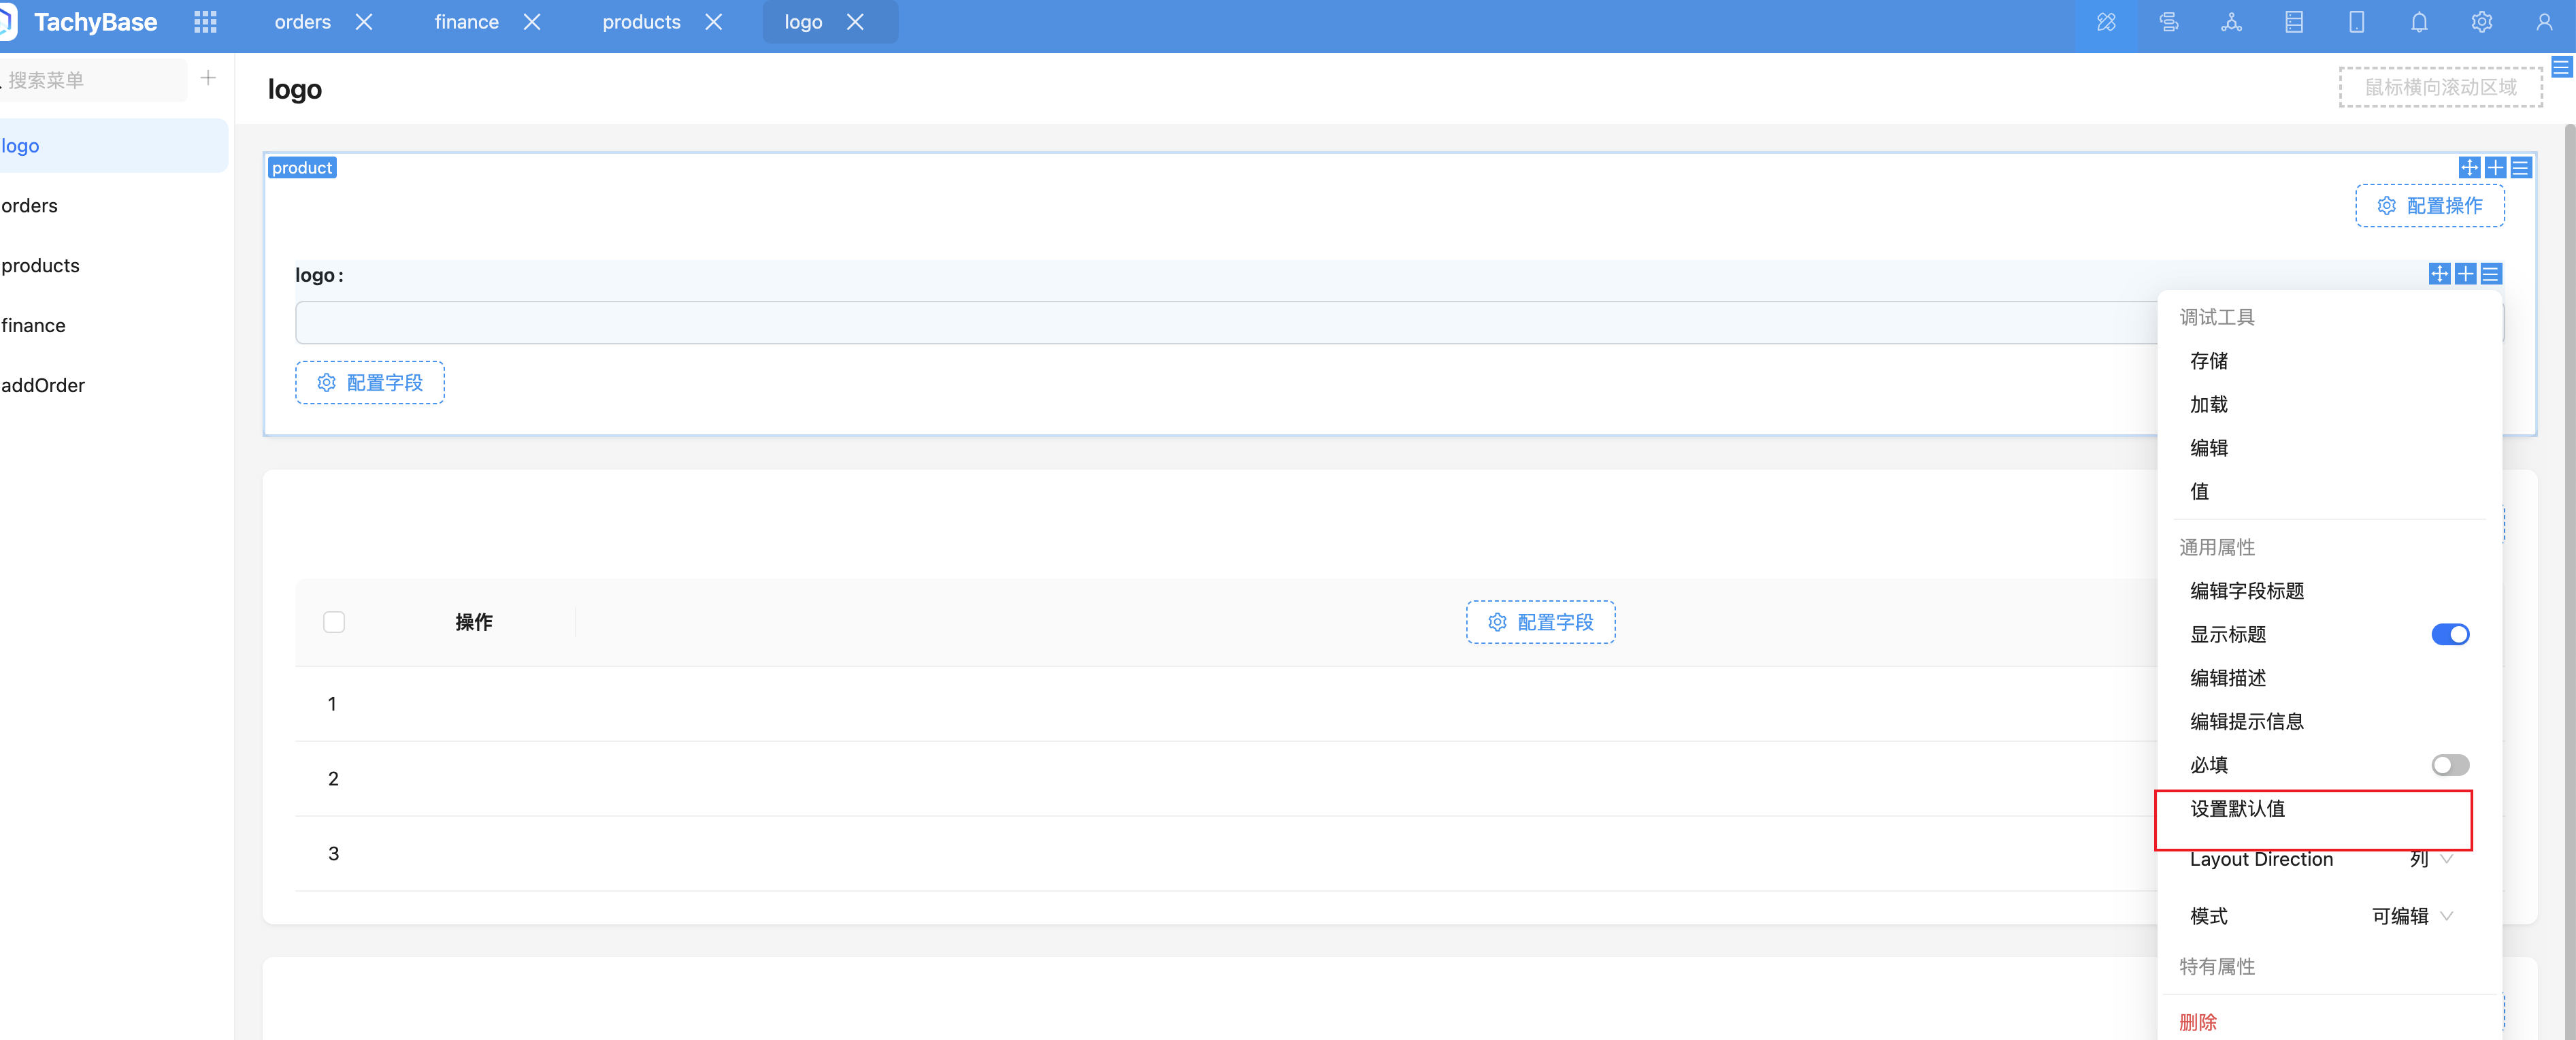 TachyBase
orders
finance
products
logo
搜索菜单
logo
orders
products
finance
addOrder
logo
鼠标横向滚动区域
product
配置操作
logo :
配置字段
操作
配置字段
1
2
3
调试工具
存储
加载
编辑
值
通用属性
编辑字段标题
显示标题
编辑描述
编辑提示信息
必填
设置默认值
Layout Direction 列
模式 可编辑
特有属性
删除